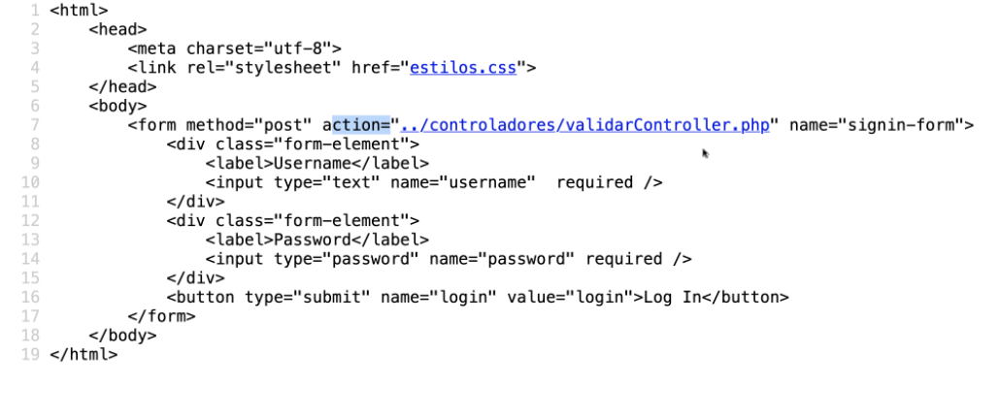 1 <html>
2 <head>
3 <meta charset="utf-8">
4 <link rel="stylesheet" href="estilos.css">
5 </head>
6 <body>
7 <form method="post" action="../controladores/validarController.php" name="signin-form">
8 <div class="form-element">
9 <label>Username</label>
10 <input type="text" name="username"  required />
11 </div>
12 <div class="form-element">
13 <label>Password</label>
14 <input type="password" name="password" required />
15 </div>
16 <button type="submit" name="login" value="login">Log In</button>
17 </form>
18 </body>
19 </html>